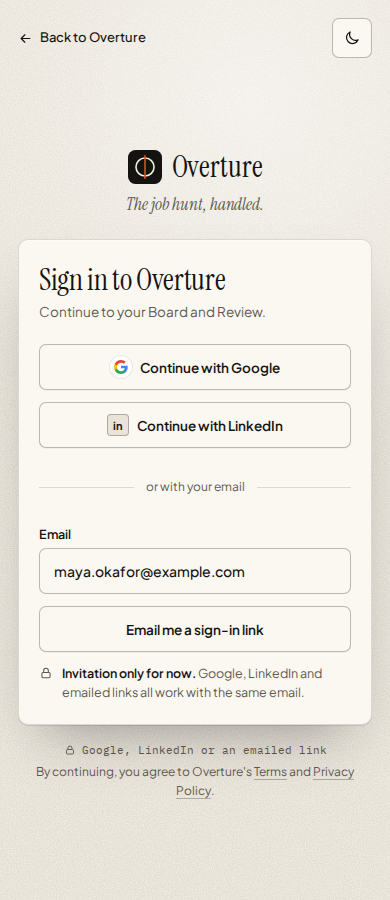 ← Back to Overture
Overture
The job hunt, handled.
Sign in to Overture
Continue to your Board and Review.
Continue with Google
in Continue with LinkedIn
or with your email
Email
maya.okafor@example.com
Email me a sign-in link
Invitation only for now. Google, LinkedIn and
emailed links all work with the same email.
Google, LinkedIn or an emailed link
By continuing, you agree to Overture's Terms and Privacy
Policy.